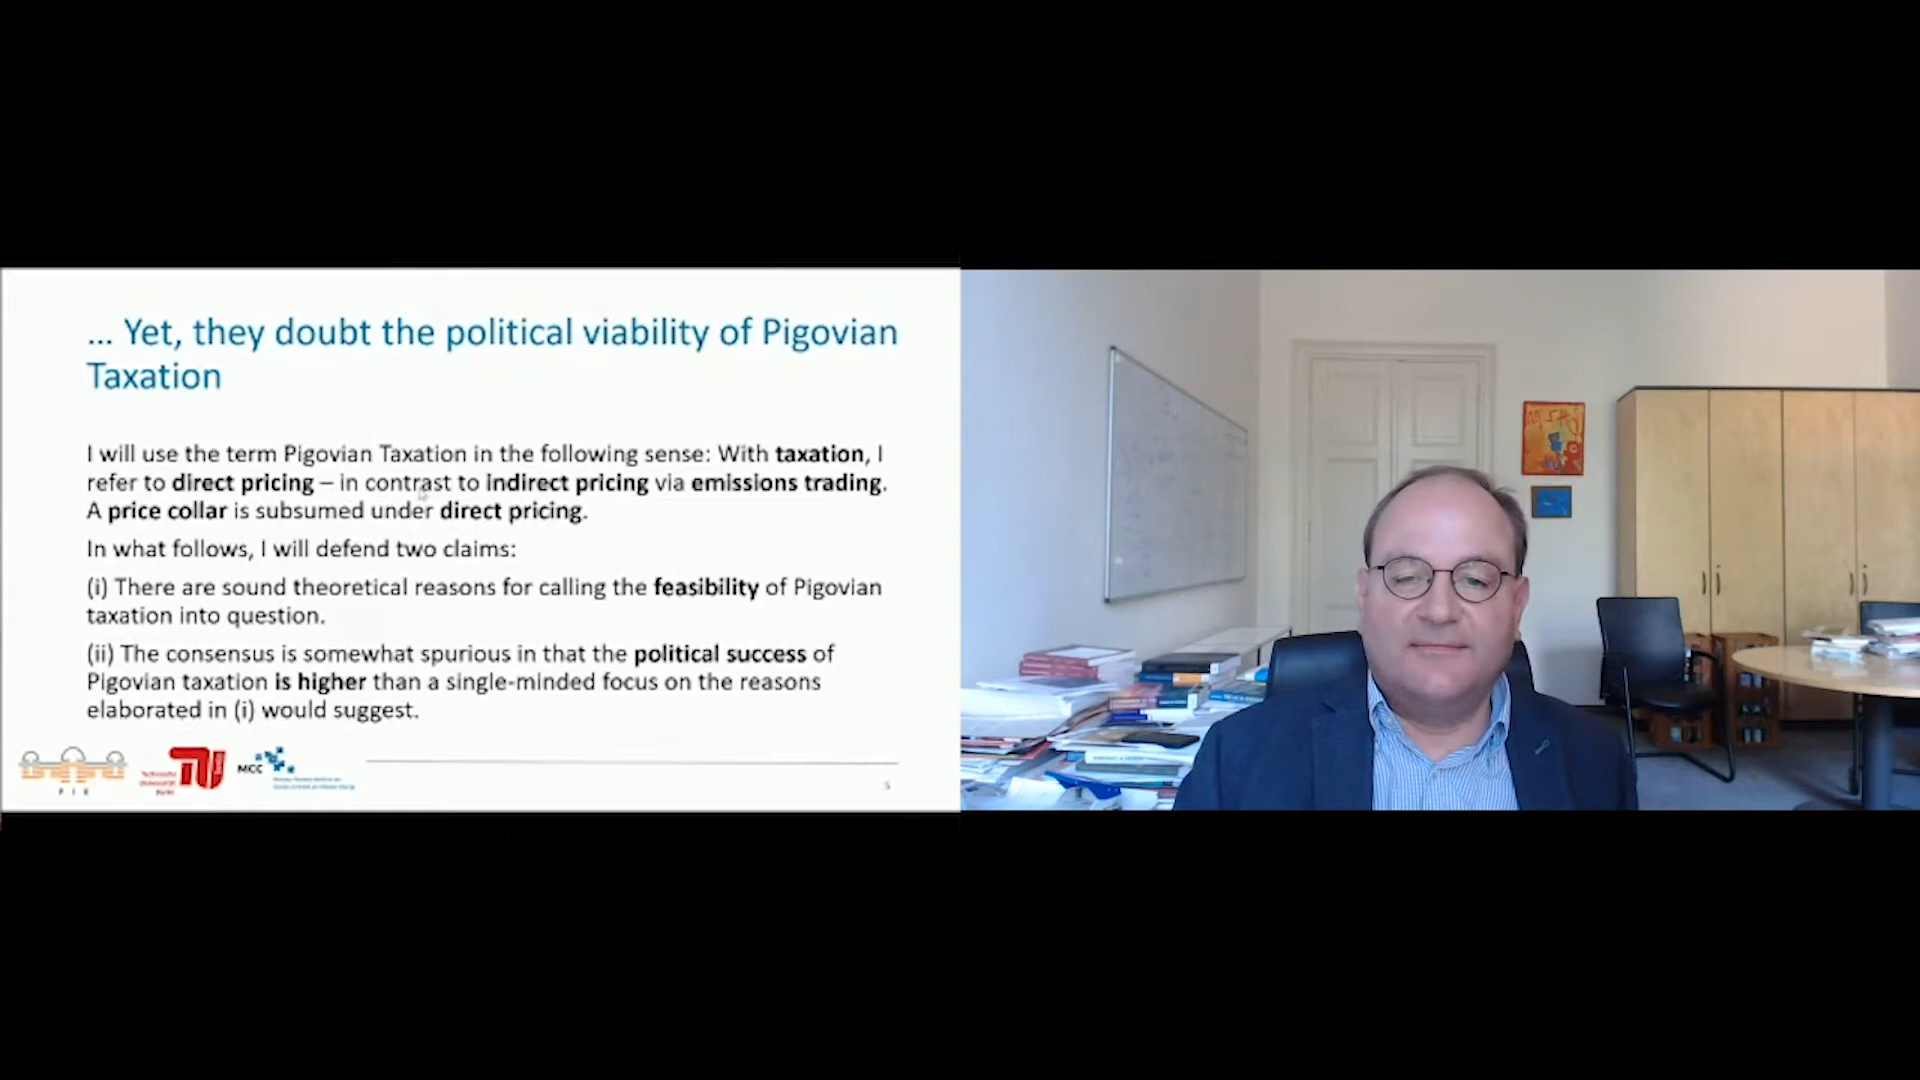 ... Yet, they doubt the political viability of Pigovian
Taxation
I will use the term Pigovian Taxation in the following sense: With taxation, I
refer to direct pricing – in contrast to indirect pricing via emissions trading.
A price collar is subsumed under direct pricing.
In what follows, I will defend two claims:
(i) There are sound theoretical reasons for calling the feasibility of Pigovian
taxation into question.
(ii) The consensus is somewhat spurious in that the political success of
Pigovian taxation is higher than a single-minded focus on the reasons
elaborated in (i) would suggest.
P I K
Technische
Universität
Berlin
MCC
5